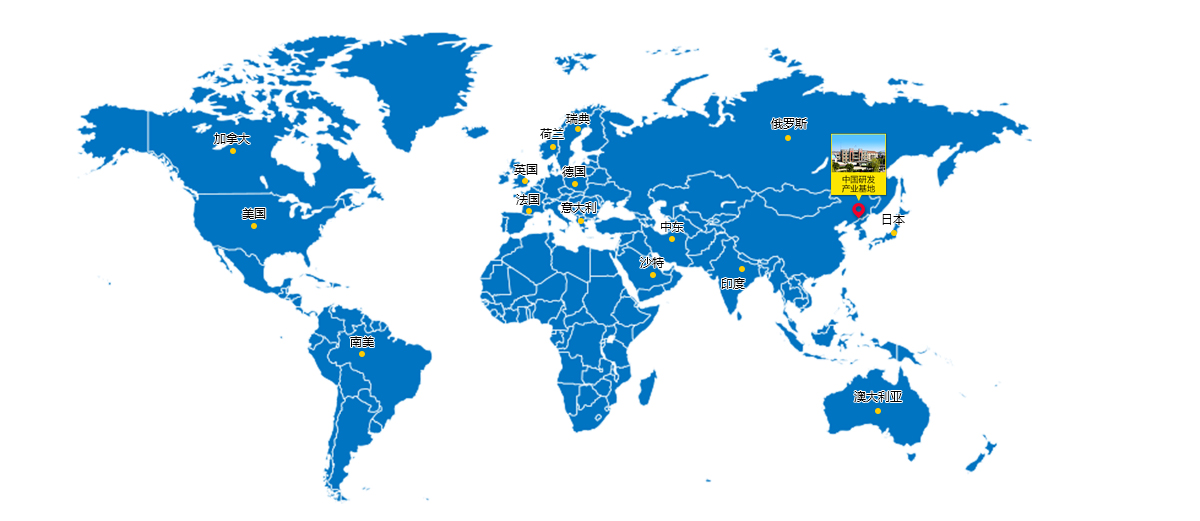 瑞典
俄罗斯
荷兰
加拿大
英国
德国
中国研发
产业基地
法国
意大利
美国
日本
中东
沙特
印度
南美
澳大利亚